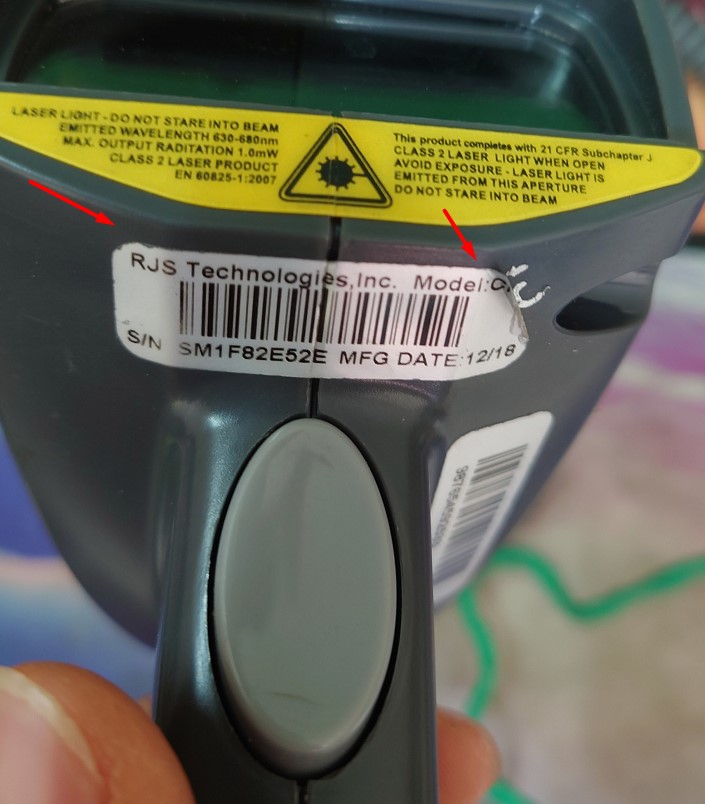 LASER LIGHT - DO NOT STARE INTO BEAM
EMITTED WAVELENGTH 630-680nm
MAX. OUTPUT RADITATION 1.0mW
CLASS 2 LASER PRODUCT
EN 60825-1:2007
This product completes with 21 CFR Subchapter J
CLASS 2 LASER LIGHT WHEN OPEN
AVOID EXPOSURE - LASER LIGHT IS
EMITTED FROM THIS APERTURE
DO NOT STARE INTO BEAM
RJS Technologies,Inc. Model:
S/N SM1F82E52E MFG DATE:12/18